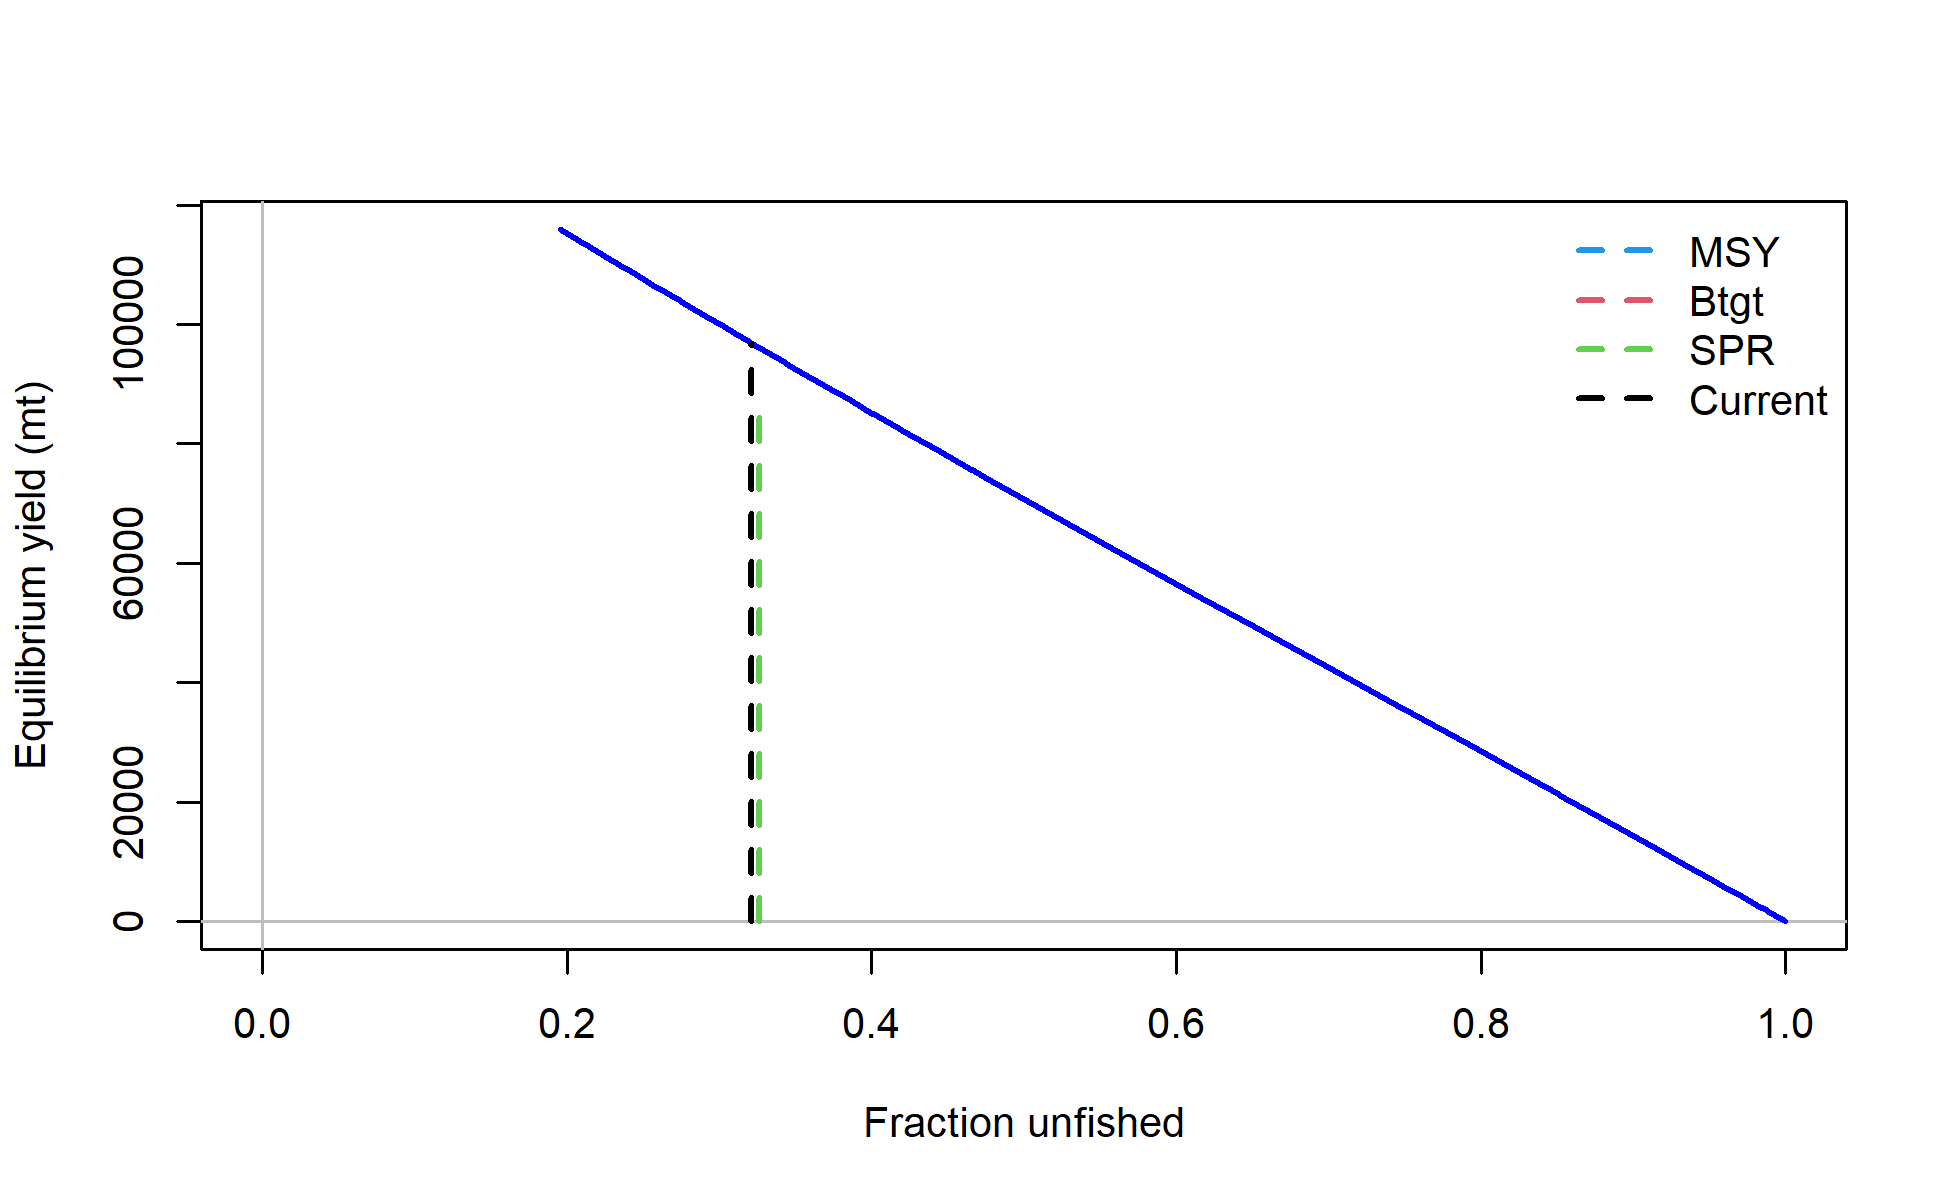 MSY
Btgt
SPR
Current
Equilibrium yield (mt)
100000
60000
20000
0
0.0 0.2 0.4 0.6 0.8 1.0
Fraction unfished